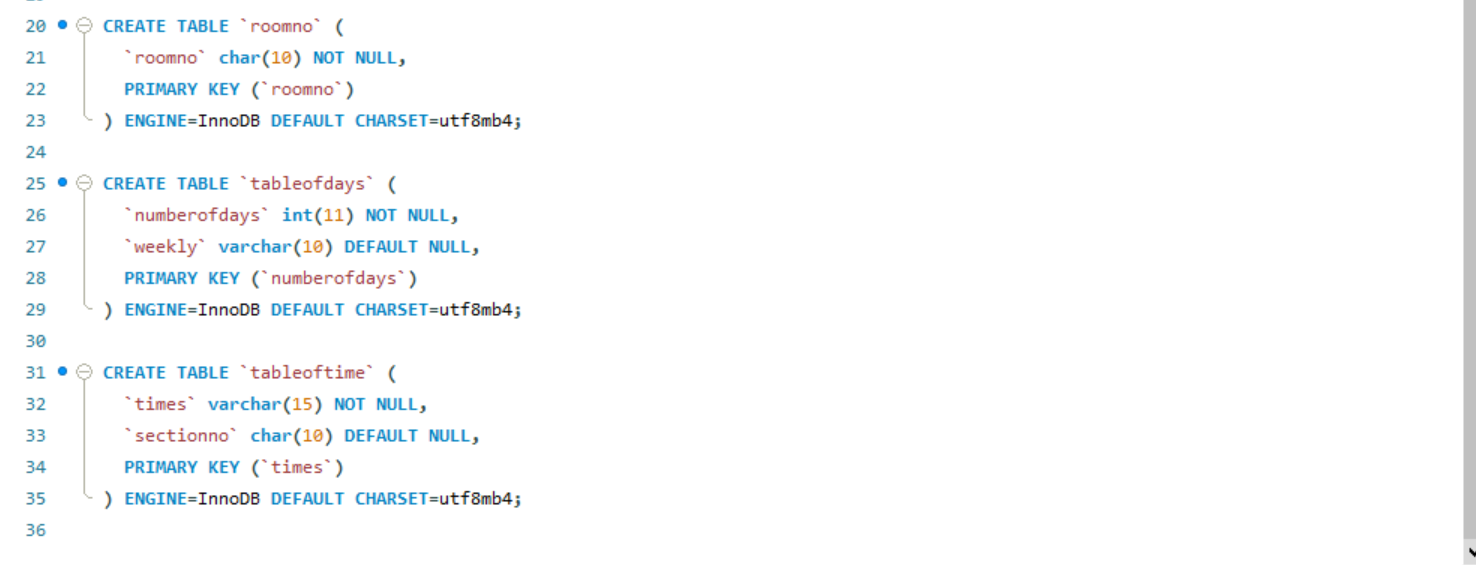 20 CREATE TABLE `roomno` (
21 `roomno` char(10) NOT NULL,
22 PRIMARY KEY (`roomno`)
23 ) ENGINE=InnoDB DEFAULT CHARSET=utf8mb4;
24
25 CREATE TABLE `tableofdays` (
26 `numberofdays` int(11) NOT NULL,
27 `weekly` varchar(10) DEFAULT NULL,
28 PRIMARY KEY (`numberofdays`)
29 ) ENGINE=InnoDB DEFAULT CHARSET=utf8mb4;
30
31 CREATE TABLE `tableoftime` (
32 `times` varchar(15) NOT NULL,
33 `sectionno` char(10) DEFAULT NULL,
34 PRIMARY KEY (`times`)
35 ) ENGINE=InnoDB DEFAULT CHARSET=utf8mb4;
36